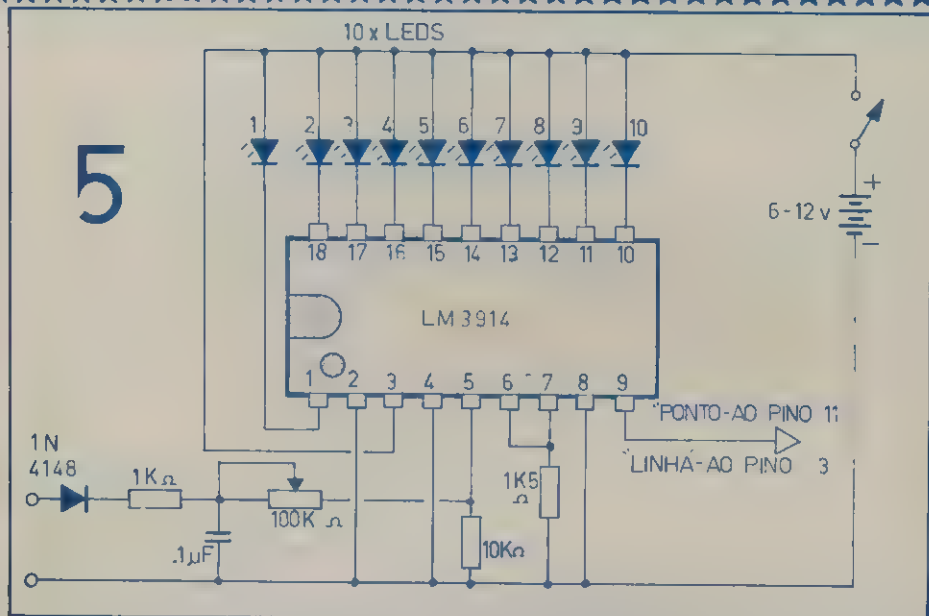 10 x LEDS
1 2 3 4 5 6 7 8 9 10
5
6-12 v
+
−
18 17 16 15 14 13 12 11 10
LM 3914
1 2 3 4 5 6 7 8 9
"PONTO-AO PINO 11
"LINHA-AO PINO 3
1N
4148
1KΩ
100K Ω
1K5
Ω
.1µF
10KΩ